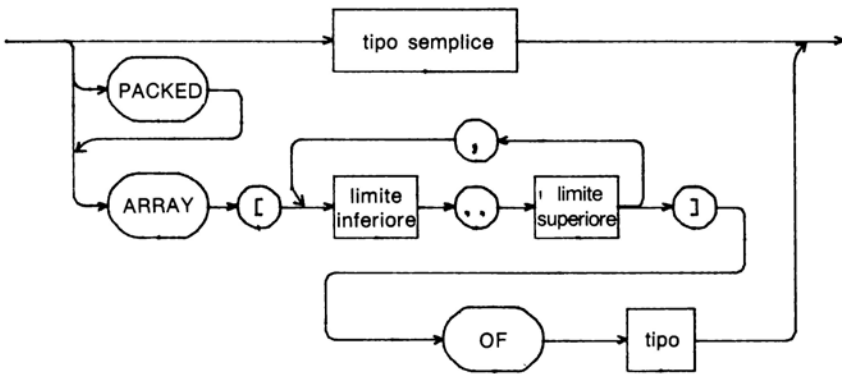 tipo semplice
PACKED
,
ARRAY
[
limite
inferiore
..
limite
superiore
]
OF
tipo